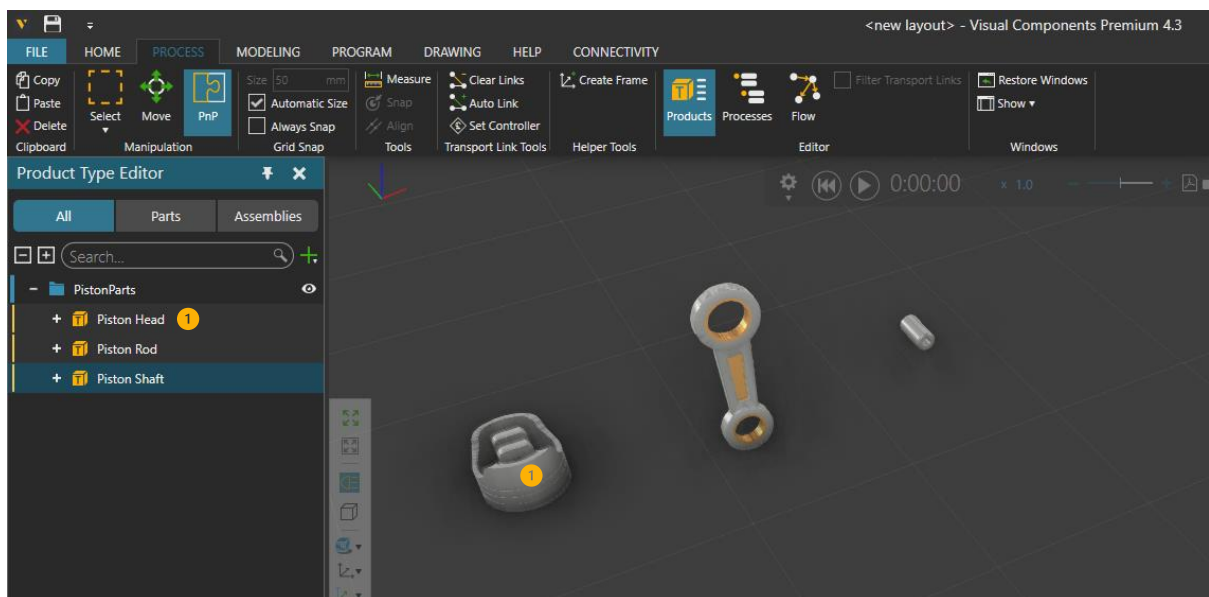 <new layout> - Visual Components Premium 4.3
FILE HOME PROCESS MODELING PROGRAM DRAWING HELP CONNECTIVITY
Copy
Paste
Delete
Clipboard
Select
Move
PnP
Manipulation
Size 50 mm
Automatic Size
Always Snap
Grid Snap
Measure
Snap
Align
Tools
Clear Links
Auto Link
Set Controller
Transport Link Tools
Create Frame
Helper Tools
Products
Processes
Flow
Filter Transport Links
Editor
Restore Windows
Show
Windows
Product Type Editor
All Parts Assemblies
Search...
PistonParts
Piston Head 1
Piston Rod
Piston Shaft
0:00:00 x 1.0
1